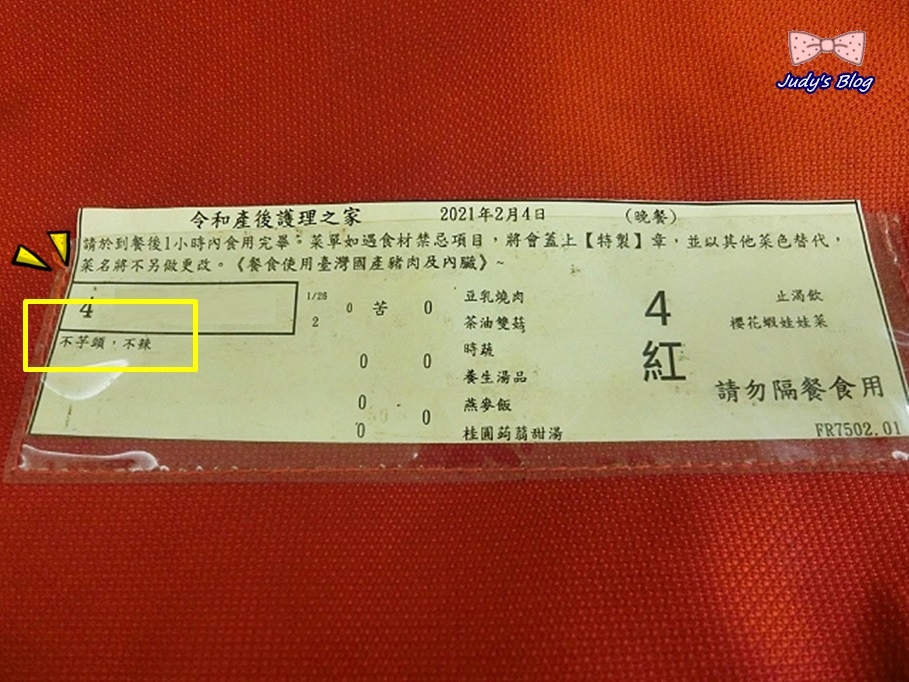 Judy's Blog
令和產後護理之家 2021年2月4日 (晚餐)
請於到餐後1小時內食用完畢。菜單如遇食材禁忌項目，將會蓋上【特製】章，並以其他菜色替代，
菜名將不另做更改。《餐食使用臺灣國產豬肉及內臟》~
4
1/26
2
不芋頭，不辣
0 苦 0
0 0
0
0 0
豆乳燒肉
茶油雙菇
時蔬
養生湯品
燕麥飯
桂圓蒟蒻甜湯
4
紅
止渴飲
櫻花蝦娃娃菜
請勿隔餐食用
FR7502.01